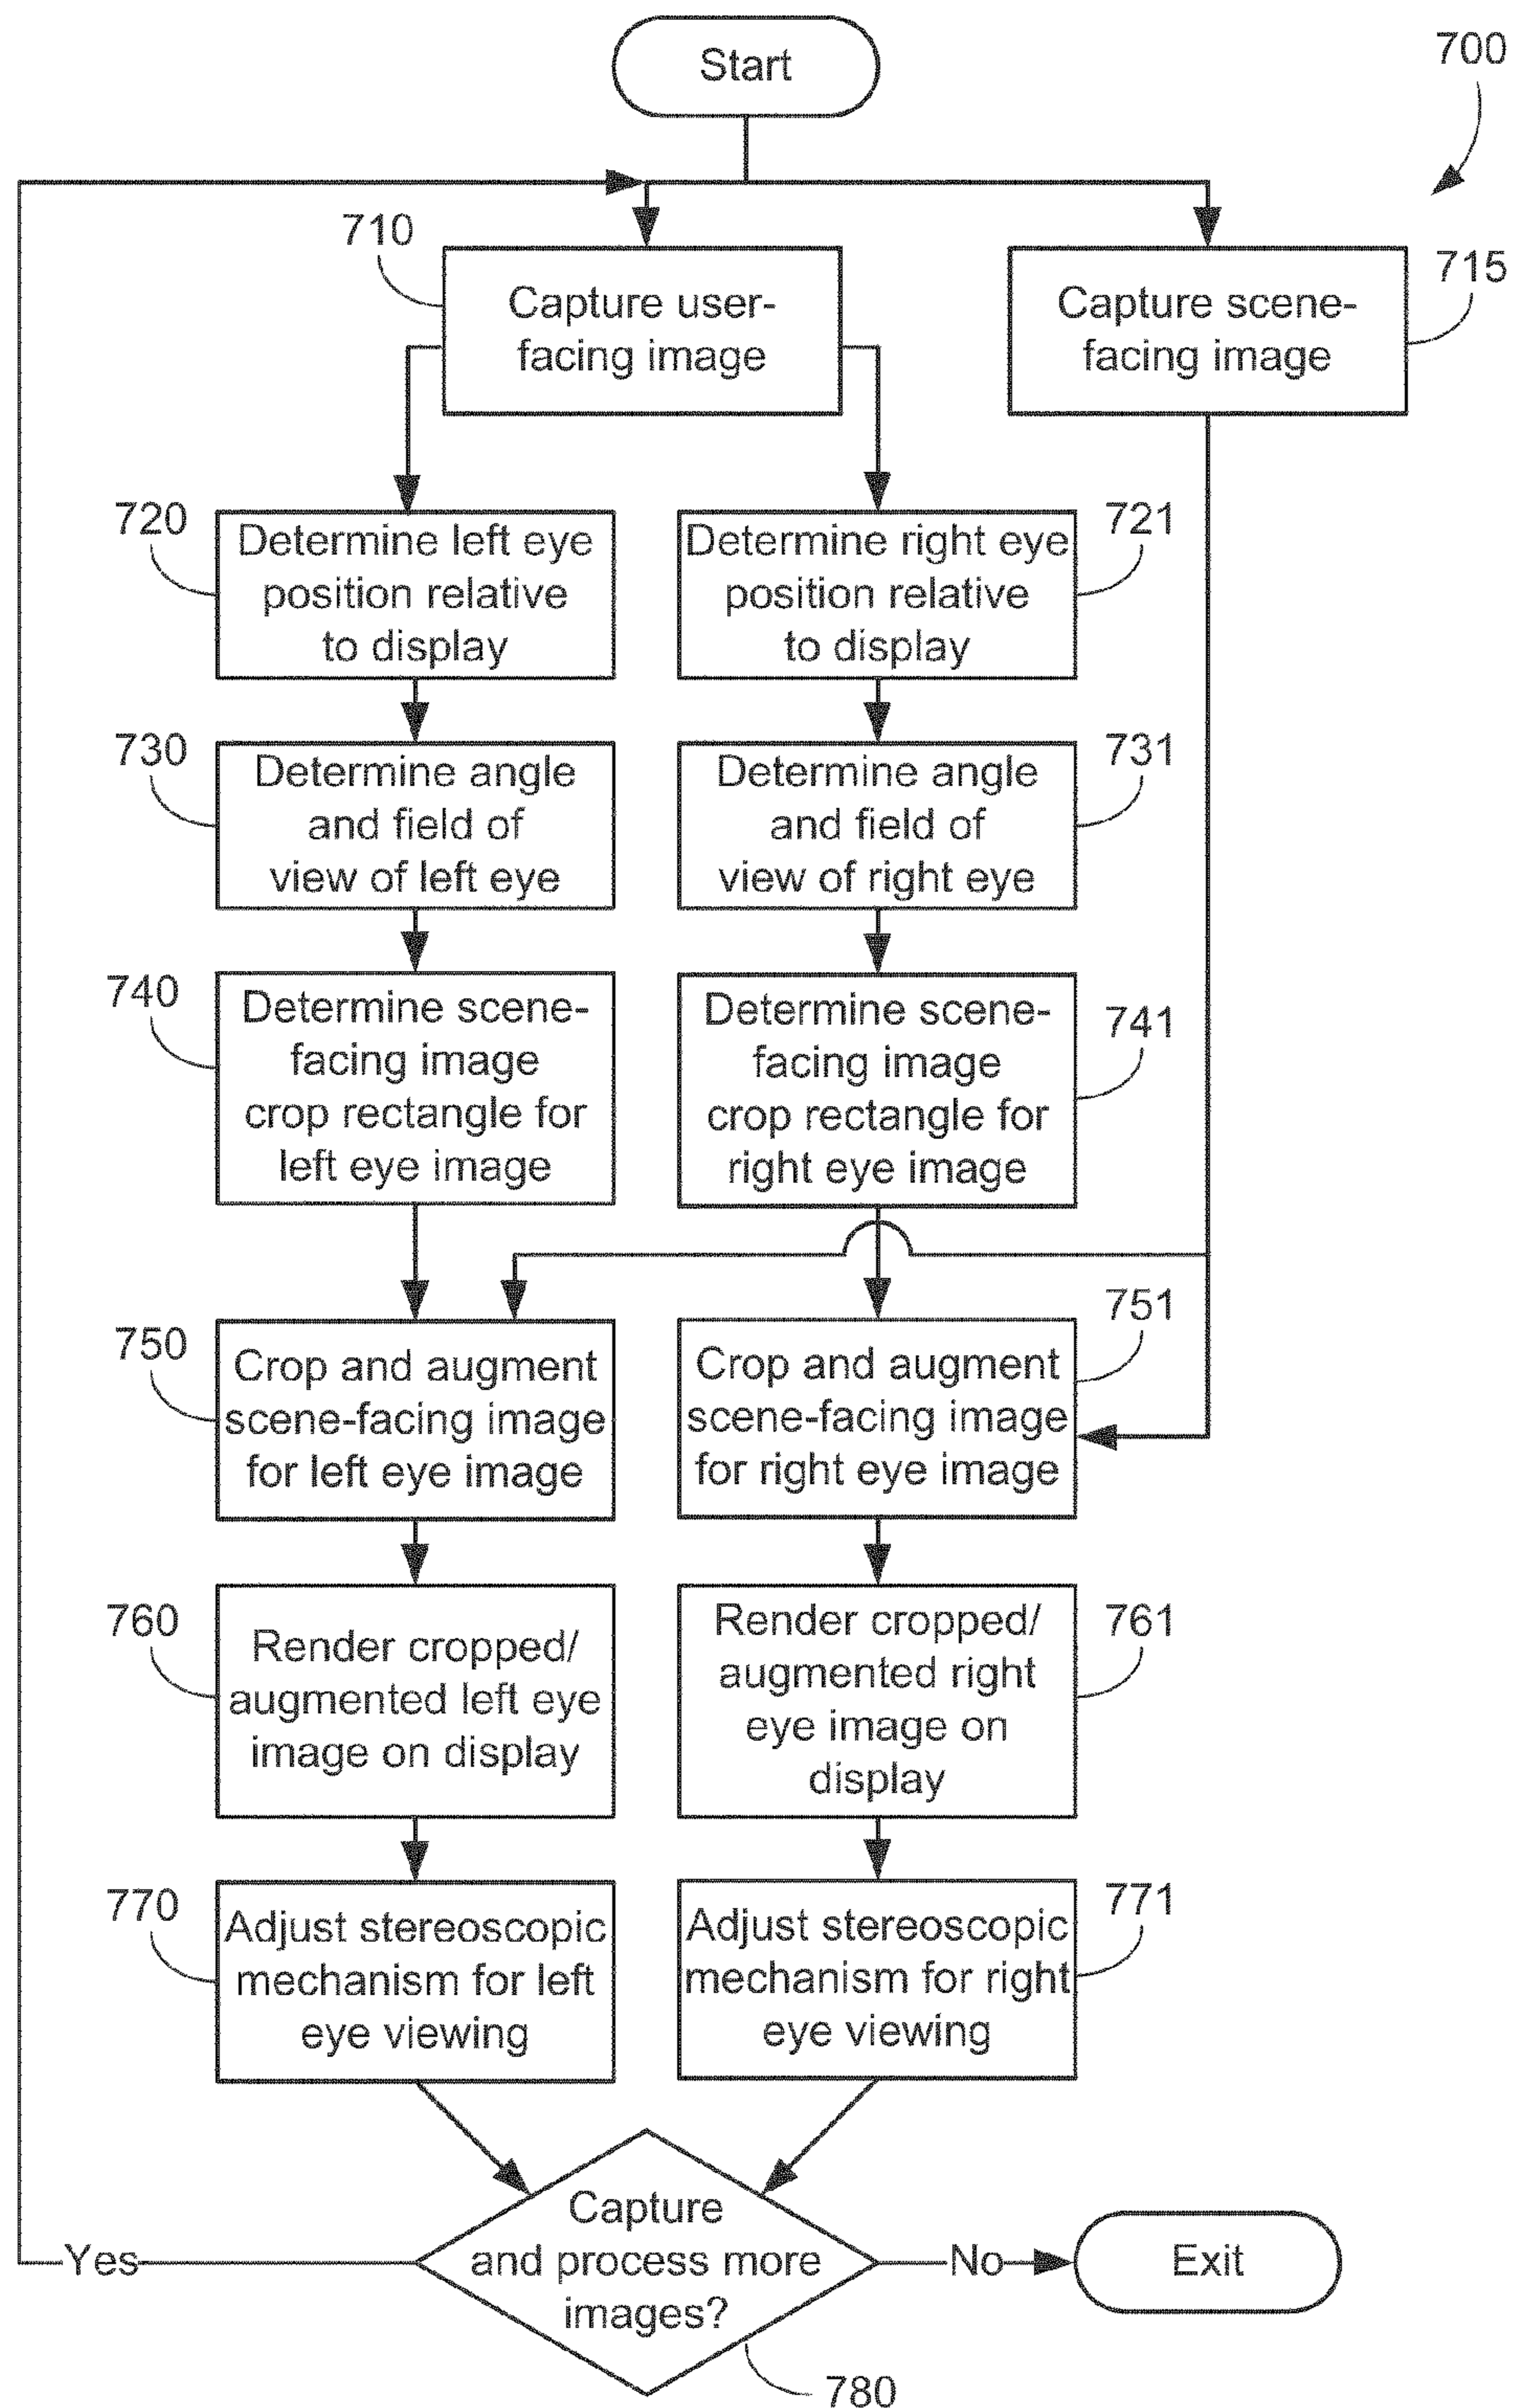 Start
700
710
Capture user-
facing image
Capture scene-
facing image
715
720
Determine left eye
position relative
to display
Determine right eye
position relative
to display
721
730
Determine angle
and field of
view of left eye
Determine angle
and field of
view of right eye
731
740
Determine scene-
facing image
crop rectangle for
left eye image
Determine scene-
facing image
crop rectangle for
right eye image
741
750
Crop and augment
scene-facing image
for left eye image
Crop and augment
scene-facing image
for right eye image
751
760
Render cropped/
augmented left eye
image on display
Render cropped/
augmented right
eye image on
display
761
770
Adjust stereoscopic
mechanism for left
eye viewing
Adjust stereoscopic
mechanism for right
eye viewing
771
Yes
Capture
and process more
images?
No
Exit
780